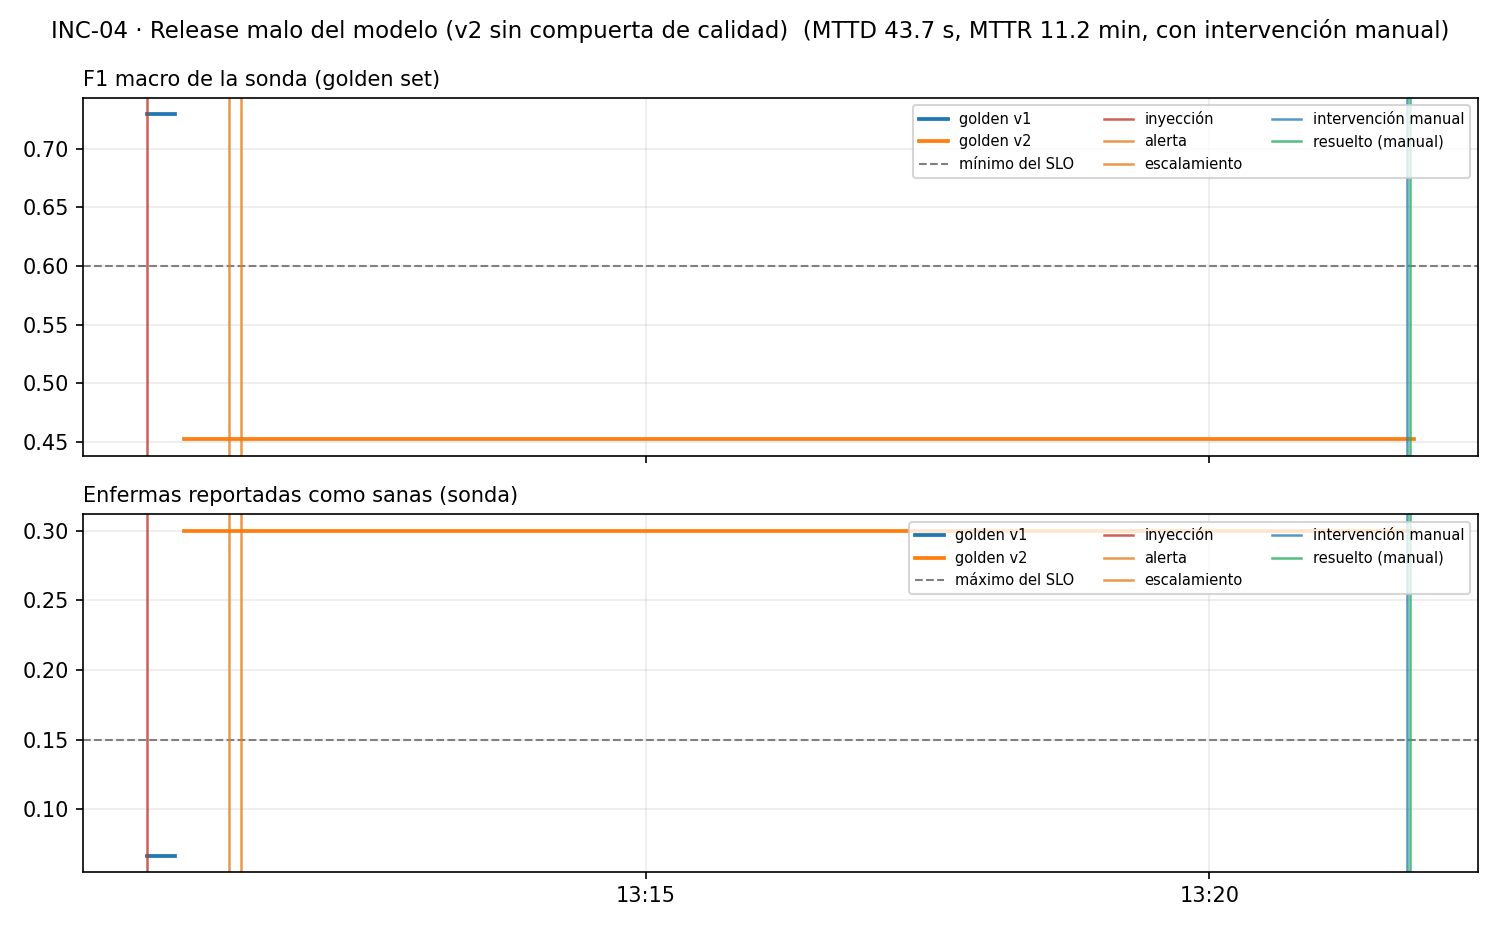 INC-04 · Release malo del modelo (v2 sin compuerta de calidad)  (MTTD 43.7 s, MTTR 11.2 min, con intervención manual)
F1 macro de la sonda (golden set)
golden v1
golden v2
mínimo del SLO
inyección
alerta
escalamiento
intervención manual
resuelto (manual)
0.70
0.65
0.60
0.55
0.50
0.45
Enfermas reportadas como sanas (sonda)
golden v1
golden v2
máximo del SLO
inyección
alerta
escalamiento
intervención manual
resuelto (manual)
0.30
0.25
0.20
0.15
0.10
13:15
13:20